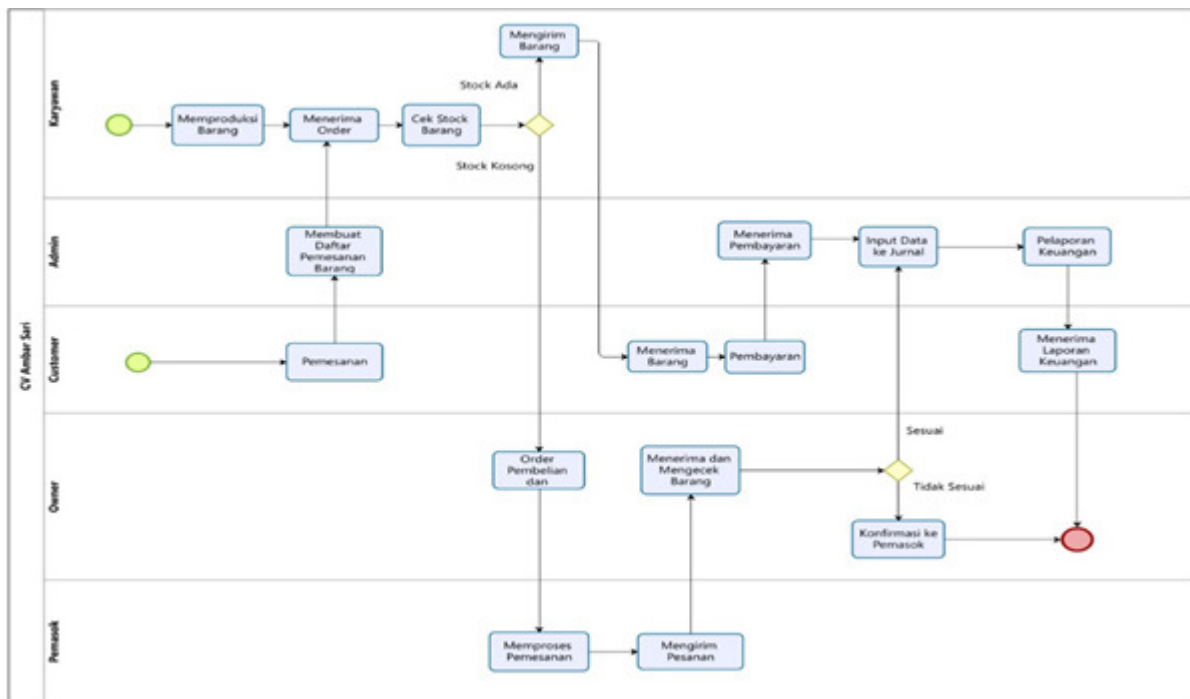 CV Ambar Sari
Karyawan
Memproduksi
Barang
Menerima
Order
Cek Stock
Barang
Stock Ada
Stock Kosong
Mengirim
Barang
Admin
Membuat
Daftar
Pemesanan
Barang
Menerima
Pembayaran
Input Data
ke Jurnal
Pelaporan
Keuangan
Customer
Pemesanan
Menerima
Barang
Pembayaran
Menerima
Laporan
Keuangan
Owner
Order
Pembelian
dan
Menerima dan
Mengecek
Barang
Sesuai
Tidak Sesuai
Konfirmasi ke
Pemasok
Pemasok
Memproses
Pemesanan
Mengirim
Pesanan